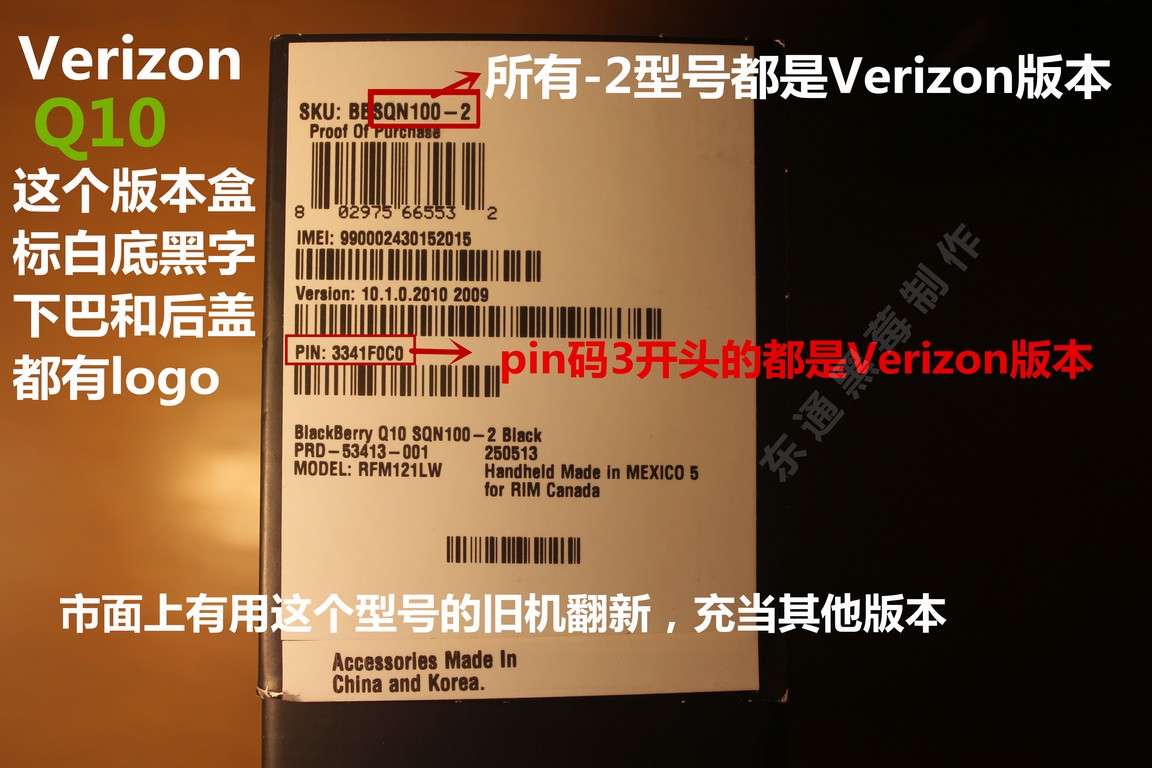 Verizon
Q10
这个版本盒
标白底黑字
下巴和后盖
都有logo
所有-2型号都是Verizon版本
SKU: BBSQN100-2
Proof Of Purchase
8 02975 66553 2
IMEI: 990002430152015
Version: 10.1.0.2010 2009
PIN: 3341F0C0
pin码3开头的都是Verizon版本
东通黑莓制作
BlackBerry Q10 SQN100-2 Black
PRD-53413-001 250513
MODEL: RFM121LW Handheld Made in MEXICO 5
for RIM Canada
市面上有用这个型号的旧机翻新，充当其他版本
Accessories Made In
China and Korea.